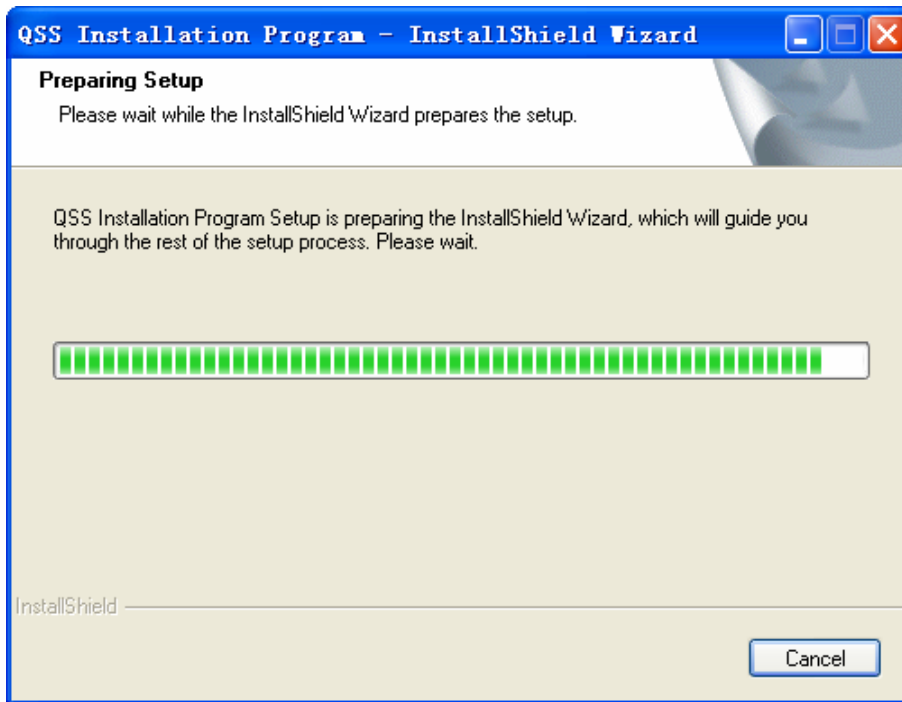 QSS Installation Program - InstallShield Wizard
Preparing Setup
Please wait while the InstallShield Wizard prepares the setup.
QSS Installation Program Setup is preparing the InstallShield Wizard, which will guide you
through the rest of the setup process. Please wait.
InstallShield
Cancel